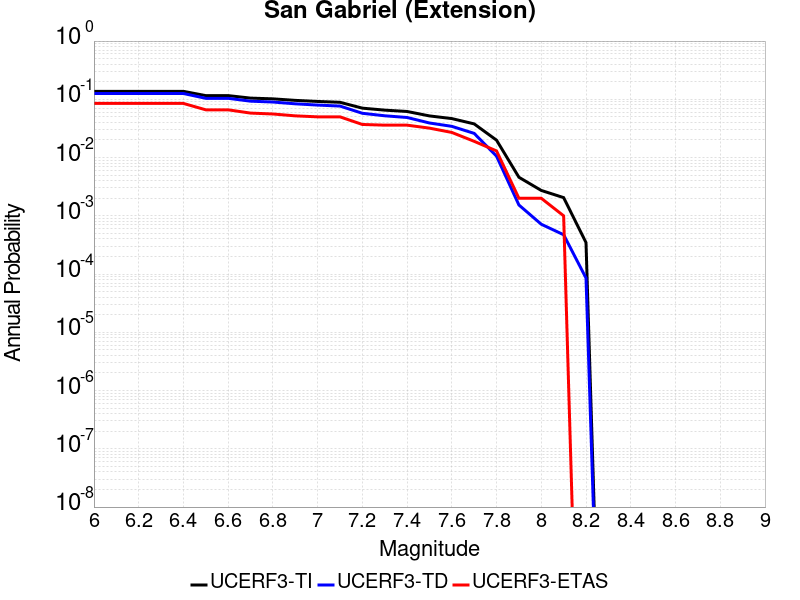 San Gabriel (Extension)
Annual Probability
10^0
10^-1
10^-2
10^-3
10^-4
10^-5
10^-6
10^-7
10^-8
6 6.2 6.4 6.6 6.8 7 7.2 7.4 7.6 7.8 8 8.2 8.4 8.6 8.8 9
Magnitude
UCERF3-TI UCERF3-TD UCERF3-ETAS